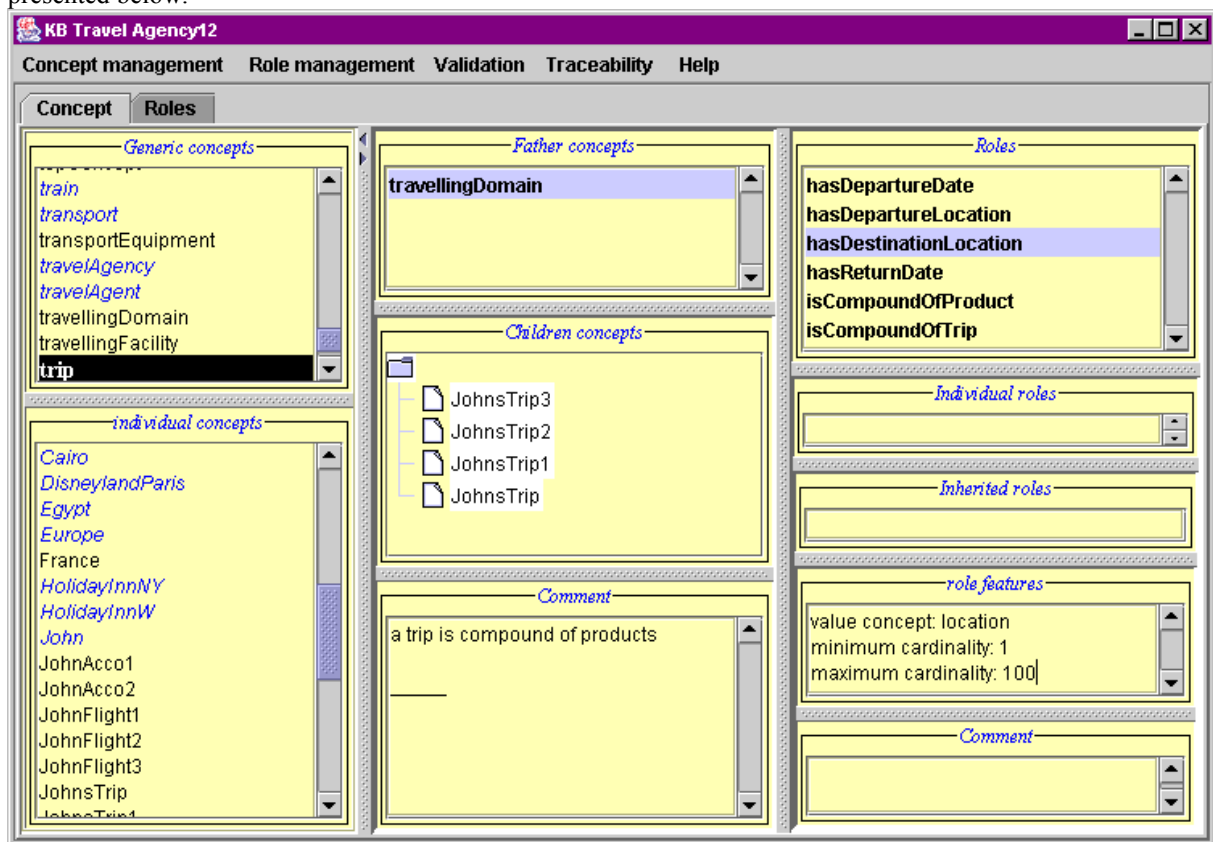 presented below.
KB Travel Agency12
Concept management Role management Validation Traceability Help
Concept Roles
Generic concepts
train
transport
transportEquipment
travelAgency
travelAgent
travellingDomain
travellingFacility
trip
individual concepts
Cairo
DisneylandParis
Egypt
Europe
France
HolidayInnNY
HolidayInnW
John
JohnAcco1
JohnAcco2
JohnFlight1
JohnFlight2
JohnFlight3
JohnsTrip
JohnsTrip1
Father concepts
travellingDomain
Children concepts
JohnsTrip3
JohnsTrip2
JohnsTrip1
JohnsTrip
Comment
a trip is compound of products
Roles
hasDepartureDate
hasDepartureLocation
hasDestinationLocation
hasReturnDate
isCompoundOfProduct
isCompoundOfTrip
Individual roles
Inherited roles
role features
value concept: location
minimum cardinality: 1
maximum cardinality: 100
Comment